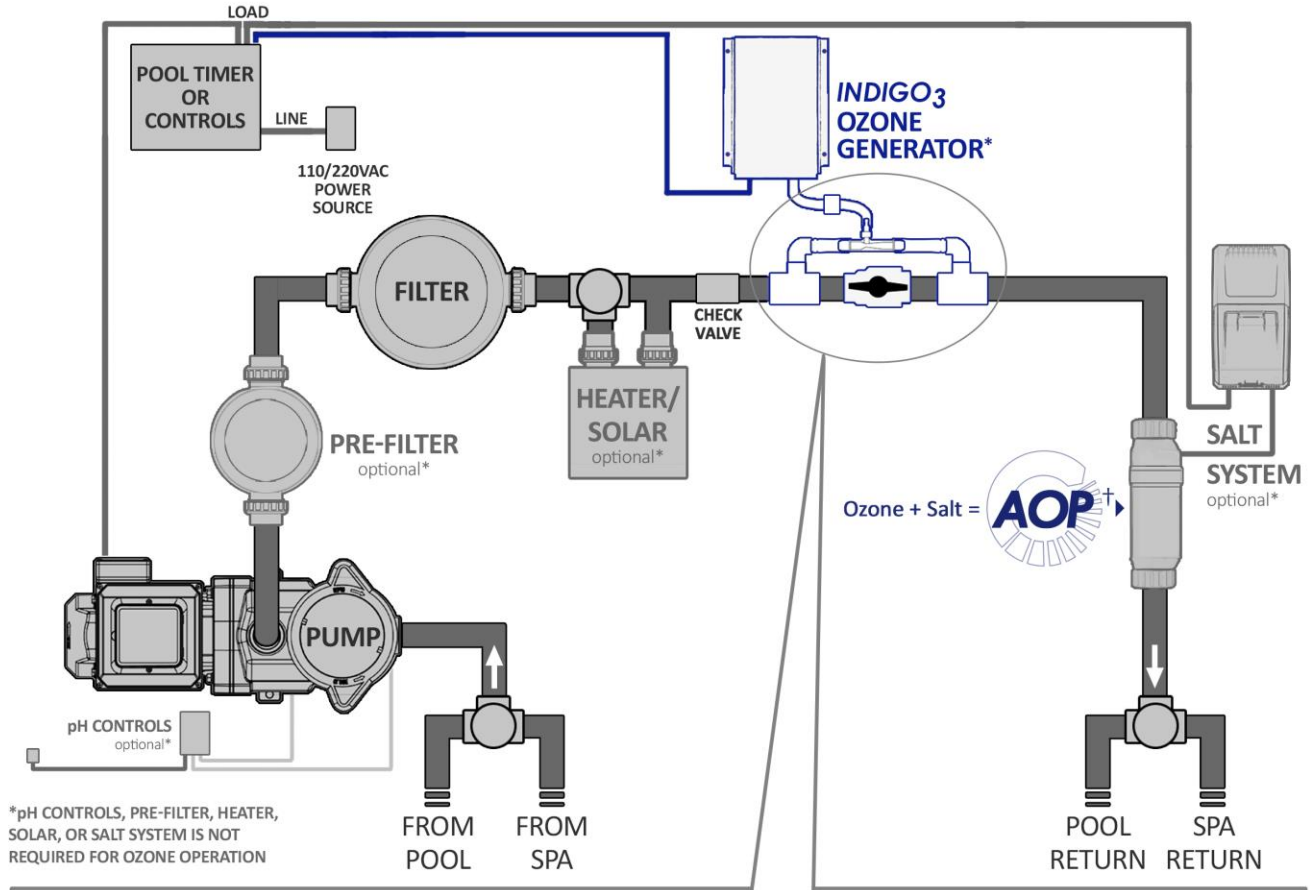 LOAD
POOL TIMER
OR
CONTROLS
LINE
110/220VAC
POWER
SOURCE
INDIGO3
OZONE
GENERATOR*
FILTER
CHECK
VALVE
HEATER/
SOLAR
optional*
PRE-FILTER
optional*
SALT
SYSTEM
optional*
Ozone + Salt = AOP†
PUMP
pH CONTROLS
optional*
*pH CONTROLS, PRE-FILTER, HEATER,
SOLAR, OR SALT SYSTEM IS NOT
REQUIRED FOR OZONE OPERATION
FROM
POOL
FROM
SPA
POOL
RETURN
SPA
RETURN